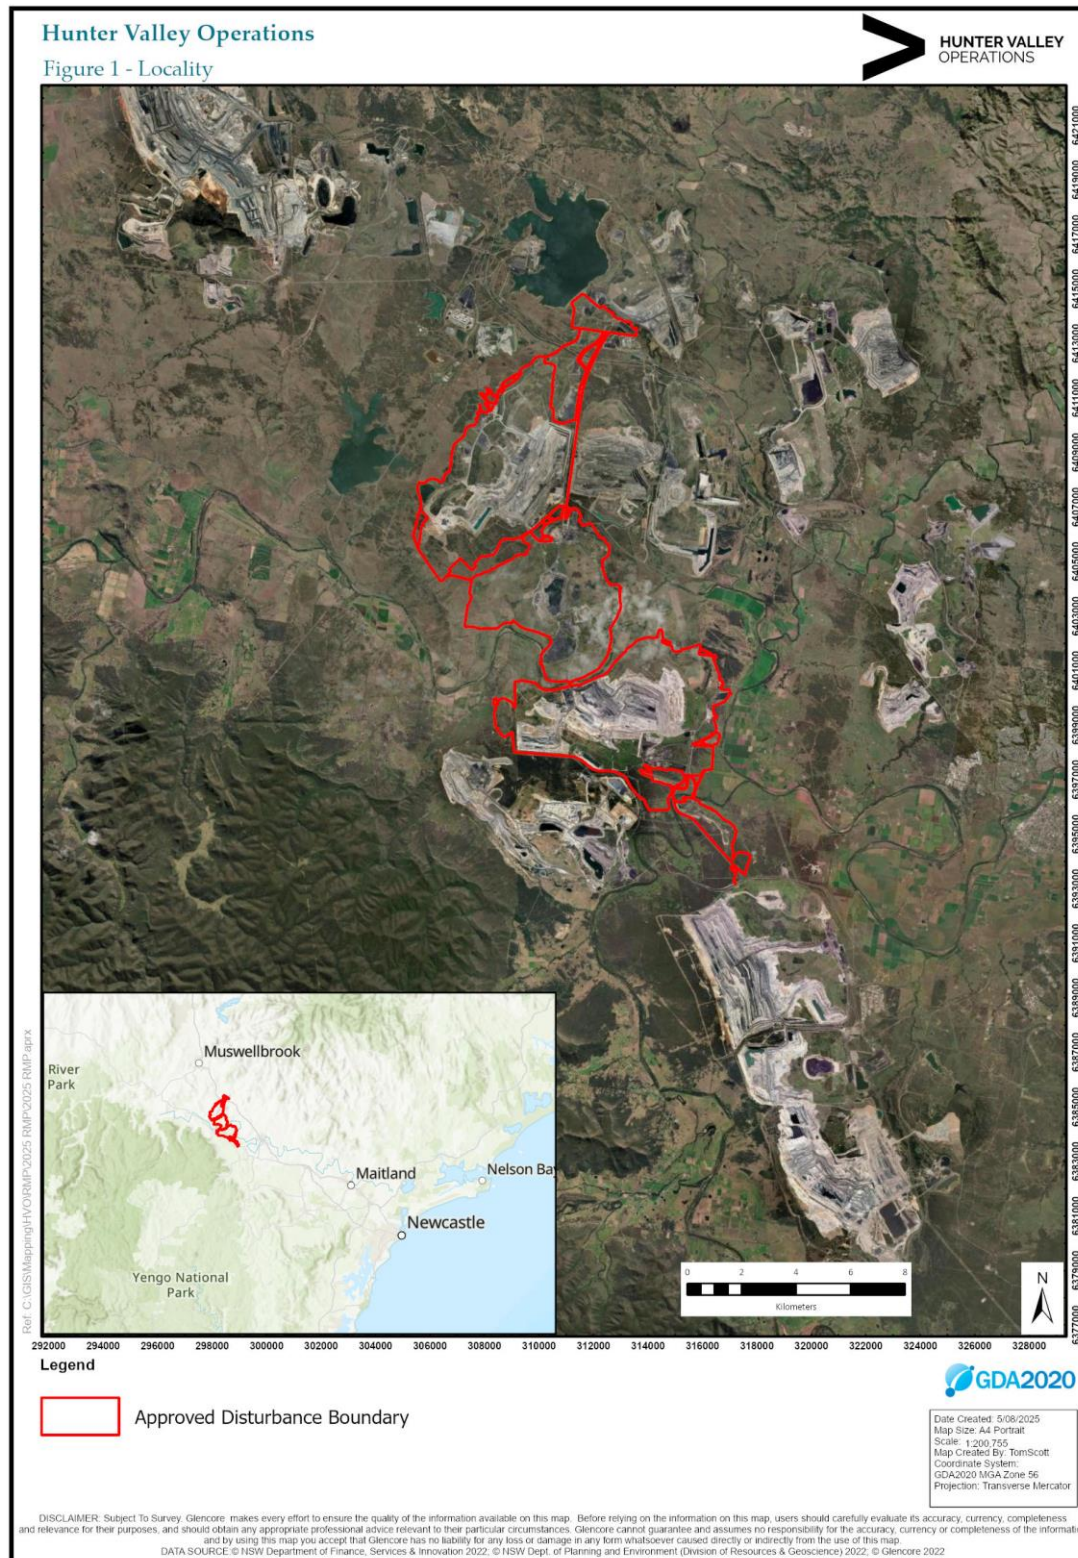 Hunter Valley Operations
Figure 1 - Locality
HUNTER VALLEY
OPERATIONS
6421000
6419000
6417000
6415000
6413000
6411000
6409000
6407000
6405000
6403000
6401000
6399000
6397000
6395000
6393000
6391000
6389000
6387000
6385000
6383000
6381000
6379000
6377000
Ref: C:\GIS\Mapping\HVO\RMP\2025 RMP\2025 RMP.aprx
Muswellbrook
River
Park
Maitland
Nelson Bay
Newcastle
Yengo National
Park
0 2 4 6 8
Kilometers
N
292000 294000 296000 298000 300000 302000 304000 306000 308000 310000 312000 314000 316000 318000 320000 322000 324000 326000 328000
Legend
Approved Disturbance Boundary
GDA2020
Date Created: 5/08/2025
Map Size: A4 Portrait
Scale: 1:200,755
Map Created By: TomScott
Coordinate System:
GDA2020 MGA Zone 56
Projection: Transverse Mercator
DISCLAIMER: Subject To Survey. Glencore makes every effort to ensure the quality of the information available on this map. Before relying on the information on this map, users should carefully evaluate its accuracy, currency, completeness
and relevance for their purposes, and should obtain any appropriate professional advice relevant to their particular circumstances. Glencore cannot guarantee and assumes no responsibility for the accuracy, currency or completeness of the informatio
and by using this map you accept that Glencore has no liability for any loss or damage in any form whatsoever caused directly or indirectly from the use of this map.
DATA SOURCE:© NSW Department of Finance, Services & Innovation 2022; © NSW Dept. of Planning and Environment (Division of Resources & Geoscience) 2022; © Glencore 2022